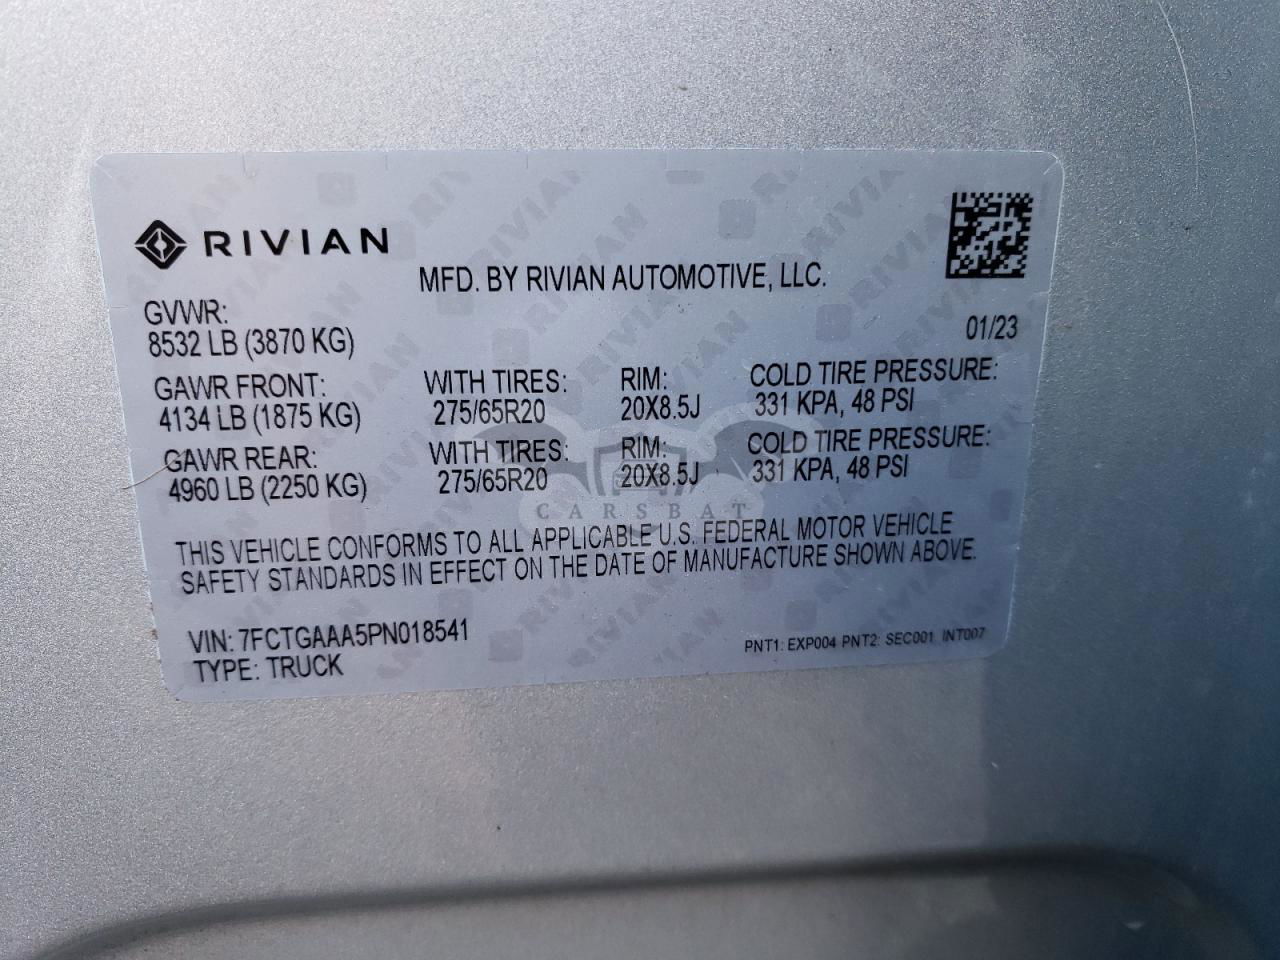 RIVIAN
MFD. BY RIVIAN AUTOMOTIVE, LLC.
GVWR:
8532 LB (3870 KG)
01/23
GAWR FRONT: WITH TIRES: RIM: COLD TIRE PRESSURE:
4134 LB (1875 KG) 275/65R20 20X8.5J 331 KPA, 48 PSI
GAWR REAR: WITH TIRES: RIM: COLD TIRE PRESSURE:
4960 LB (2250 KG) 275/65R20 20X8.5J 331 KPA, 48 PSI
CARSBAT
THIS VEHICLE CONFORMS TO ALL APPLICABLE U.S. FEDERAL MOTOR VEHICLE
SAFETY STANDARDS IN EFFECT ON THE DATE OF MANUFACTURE SHOWN ABOVE.
VIN: 7FCTGAAA5PN018541
TYPE: TRUCK
PNT1: EXP004 PNT2: SEC001 INT007